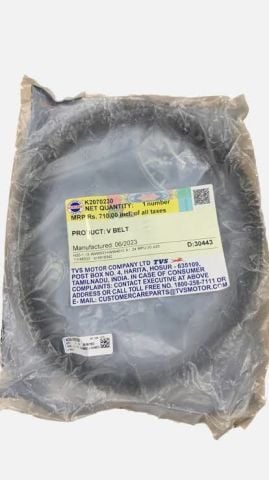 K2070230
NET QUANTITY: 1 number
MRP Rs. 710.00 incl. of all taxes
PRODUCT: V BELT
Manufactured 06/2023
D:30443
TVS MOTOR COMPANY LTD TVS
POST BOX NO. 4, HARITA, HOSUR - 635109,
TAMILNADU, INDIA. IN CASE OF CONSUMER
COMPLAINTS: CONTACT EXECUTIVE AT ABOVE
ADDRESS OR CALL TOLL FREE NO. 1800-258-7111 OR
E- MAIL: CUSTOMERCARE@TVSMOTOR.COM